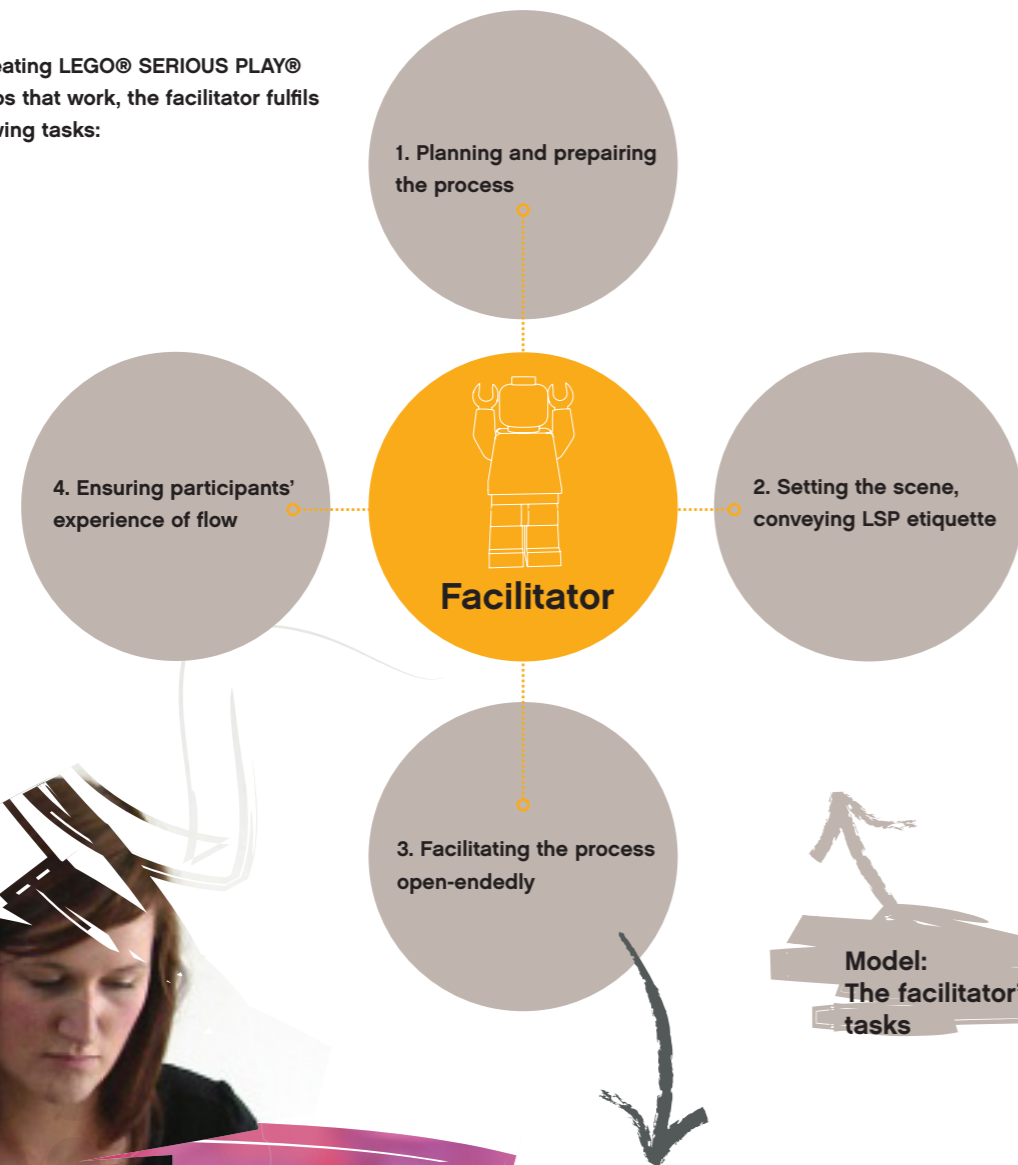 eating LEGO® SERIOUS PLAY®
os that work, the facilitator fulfils
wing tasks:
1. Planning and prepairing
the process
4. Ensuring participants’
experience of flow
2. Setting the scene,
conveying LSP etiquette
Facilitator
3. Facilitating the process
open-endedly
Model:
The facilitator’
tasks